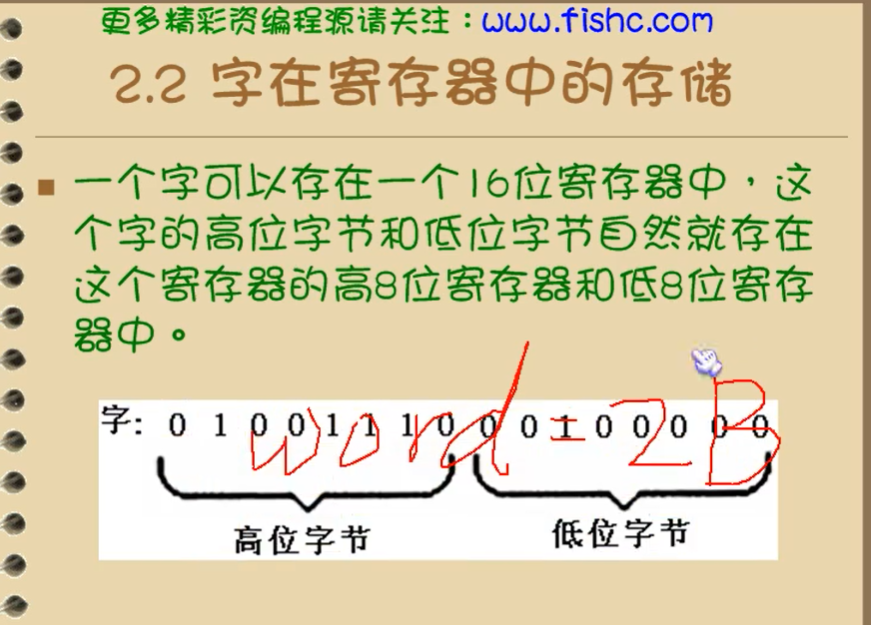 更多精彩资编程源请关注：www.fishc.com
2.2 字在寄存器中的存储
一个字可以存在一个16位寄存器中，这
个字的高位字节和低位字节自然就存在
这个寄存器的高8位寄存器和低8位寄存
器中。
字: 0 1 0 0 1 1 1 0 0 0 1 0 0 0 0 0
word = 2B
高位字节 低位字节